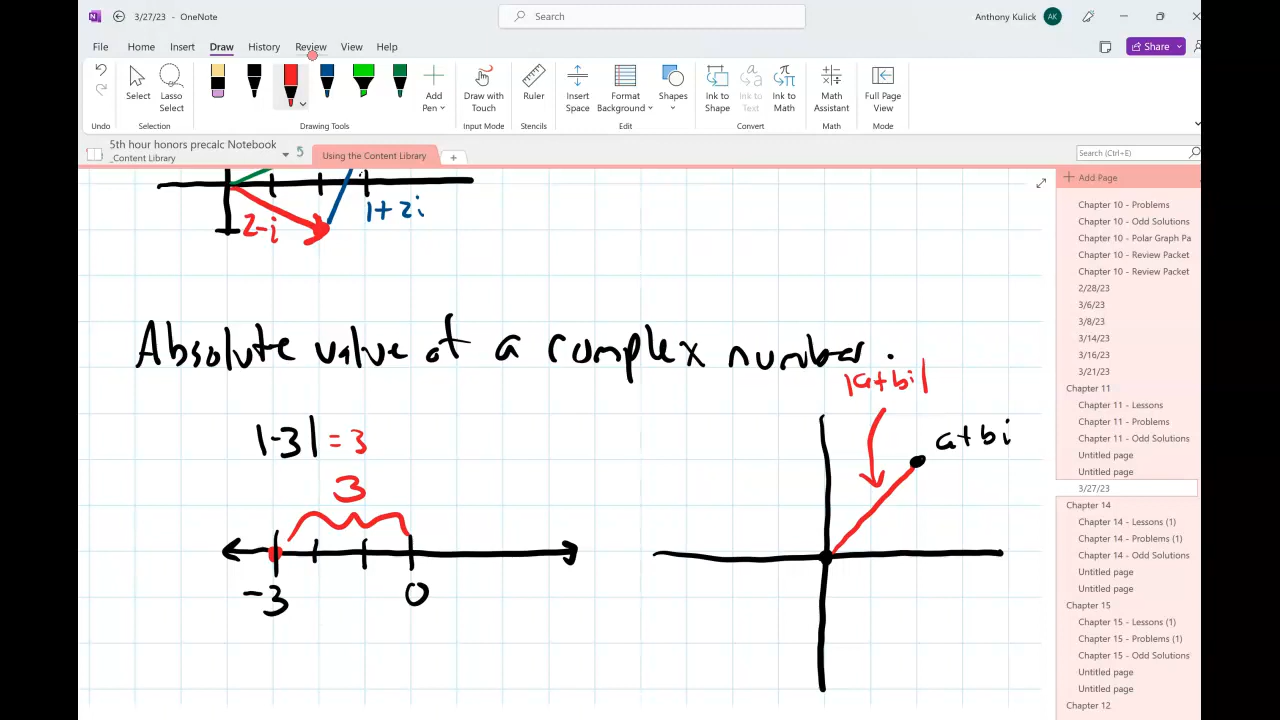 3/27/23 - OneNote
Search
Anthony Kulick
AK
File Home Insert Draw History Review View Help
Share
Select
Lasso Select
Add Pen
Draw with Touch
Ruler
Insert Space
Format Background
Shapes
Ink to Shape
Ink to Text
Ink to Math
Math Assistant
Full Page View
Undo
Selection
Drawing Tools
Input Mode
Stencils
Edit
Convert
Math
Mode
5th hour honors precalc Notebook
_Content Library
Using the Content Library
Search (Ctrl+E)
Add Page
Chapter 10 - Problems
Chapter 10 - Odd Solutions
Chapter 10 - Polar Graph Pa
Chapter 10 - Review Packet
Chapter 10 - Review Packet
2/28/23
3/6/23
3/8/23
3/14/23
3/16/23
3/21/23
Chapter 11
Chapter 11 - Lessons
Chapter 11 - Problems
Chapter 11 - Odd Solutions
Untitled page
Untitled page
3/27/23
Chapter 14
Chapter 14 - Lessons (1)
Chapter 14 - Problems (1)
Chapter 14 - Odd Solutions
Untitled page
Untitled page
Chapter 15
Chapter 15 - Lessons (1)
Chapter 15 - Problems (1)
Chapter 15 - Odd Solutions
Untitled page
Untitled page
Chapter 12
2-i
1+2i
Absolute value of a complex number.
|-3| = 3
3
-3
0
|a+bi|
a+bi